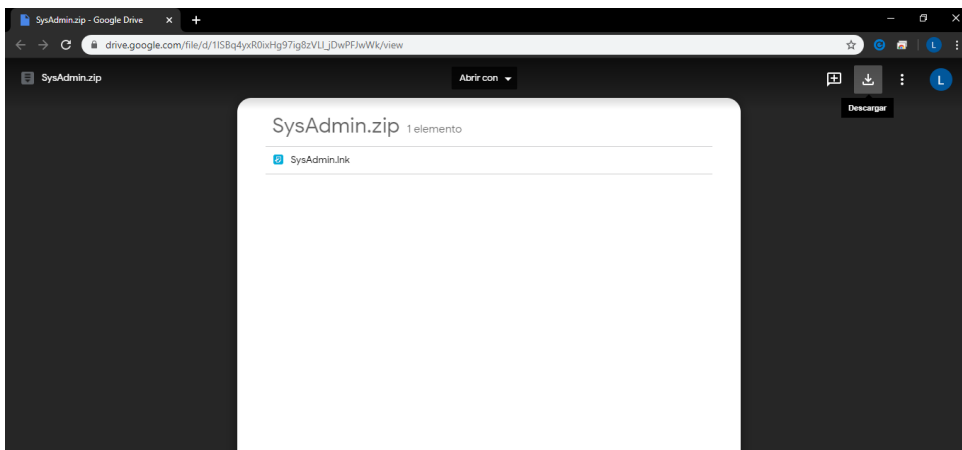 SysAdmin.zip - Google Drive
drive.google.com/file/d/1ISBq4yxR0ixHg97ig8zVLI_jDwPFJwWk/view
L
SysAdmin.zip
Abrir con
L
Descargar
SysAdmin.zip 1 elemento
SysAdmin.lnk